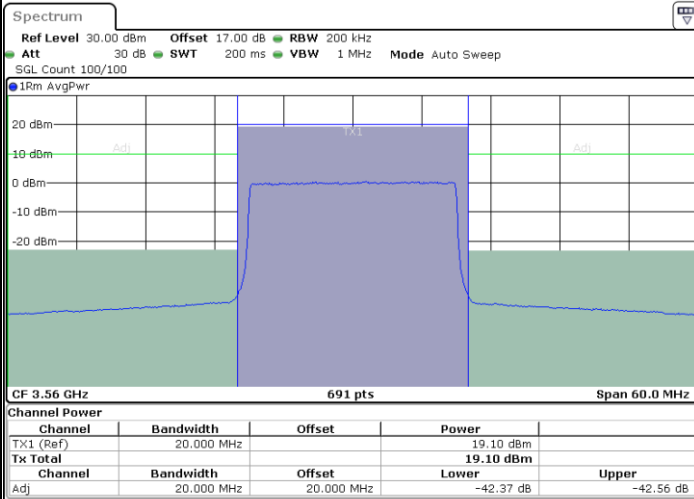 Spectrum
Ref Level 30.00 dBm Offset 17.00 dB RBW 200 kHz
Att 30 dB SWT 200 ms VBW 1 MHz Mode Auto Sweep
SGL Count 100/100
1Rm AvgPwr
20 dBm
TX1
Adj Adj
10 dBm
0 dBm
-10 dBm
-20 dBm
CF 3.56 GHz 691 pts Span 60.0 MHz
Channel Power
Channel Bandwidth Offset Power
TX1 (Ref) 20.000 MHz 19.10 dBm
Tx Total 19.10 dBm
Channel Bandwidth Offset Lower Upper
Adj 20.000 MHz 20.000 MHz -42.37 dB -42.56 dB